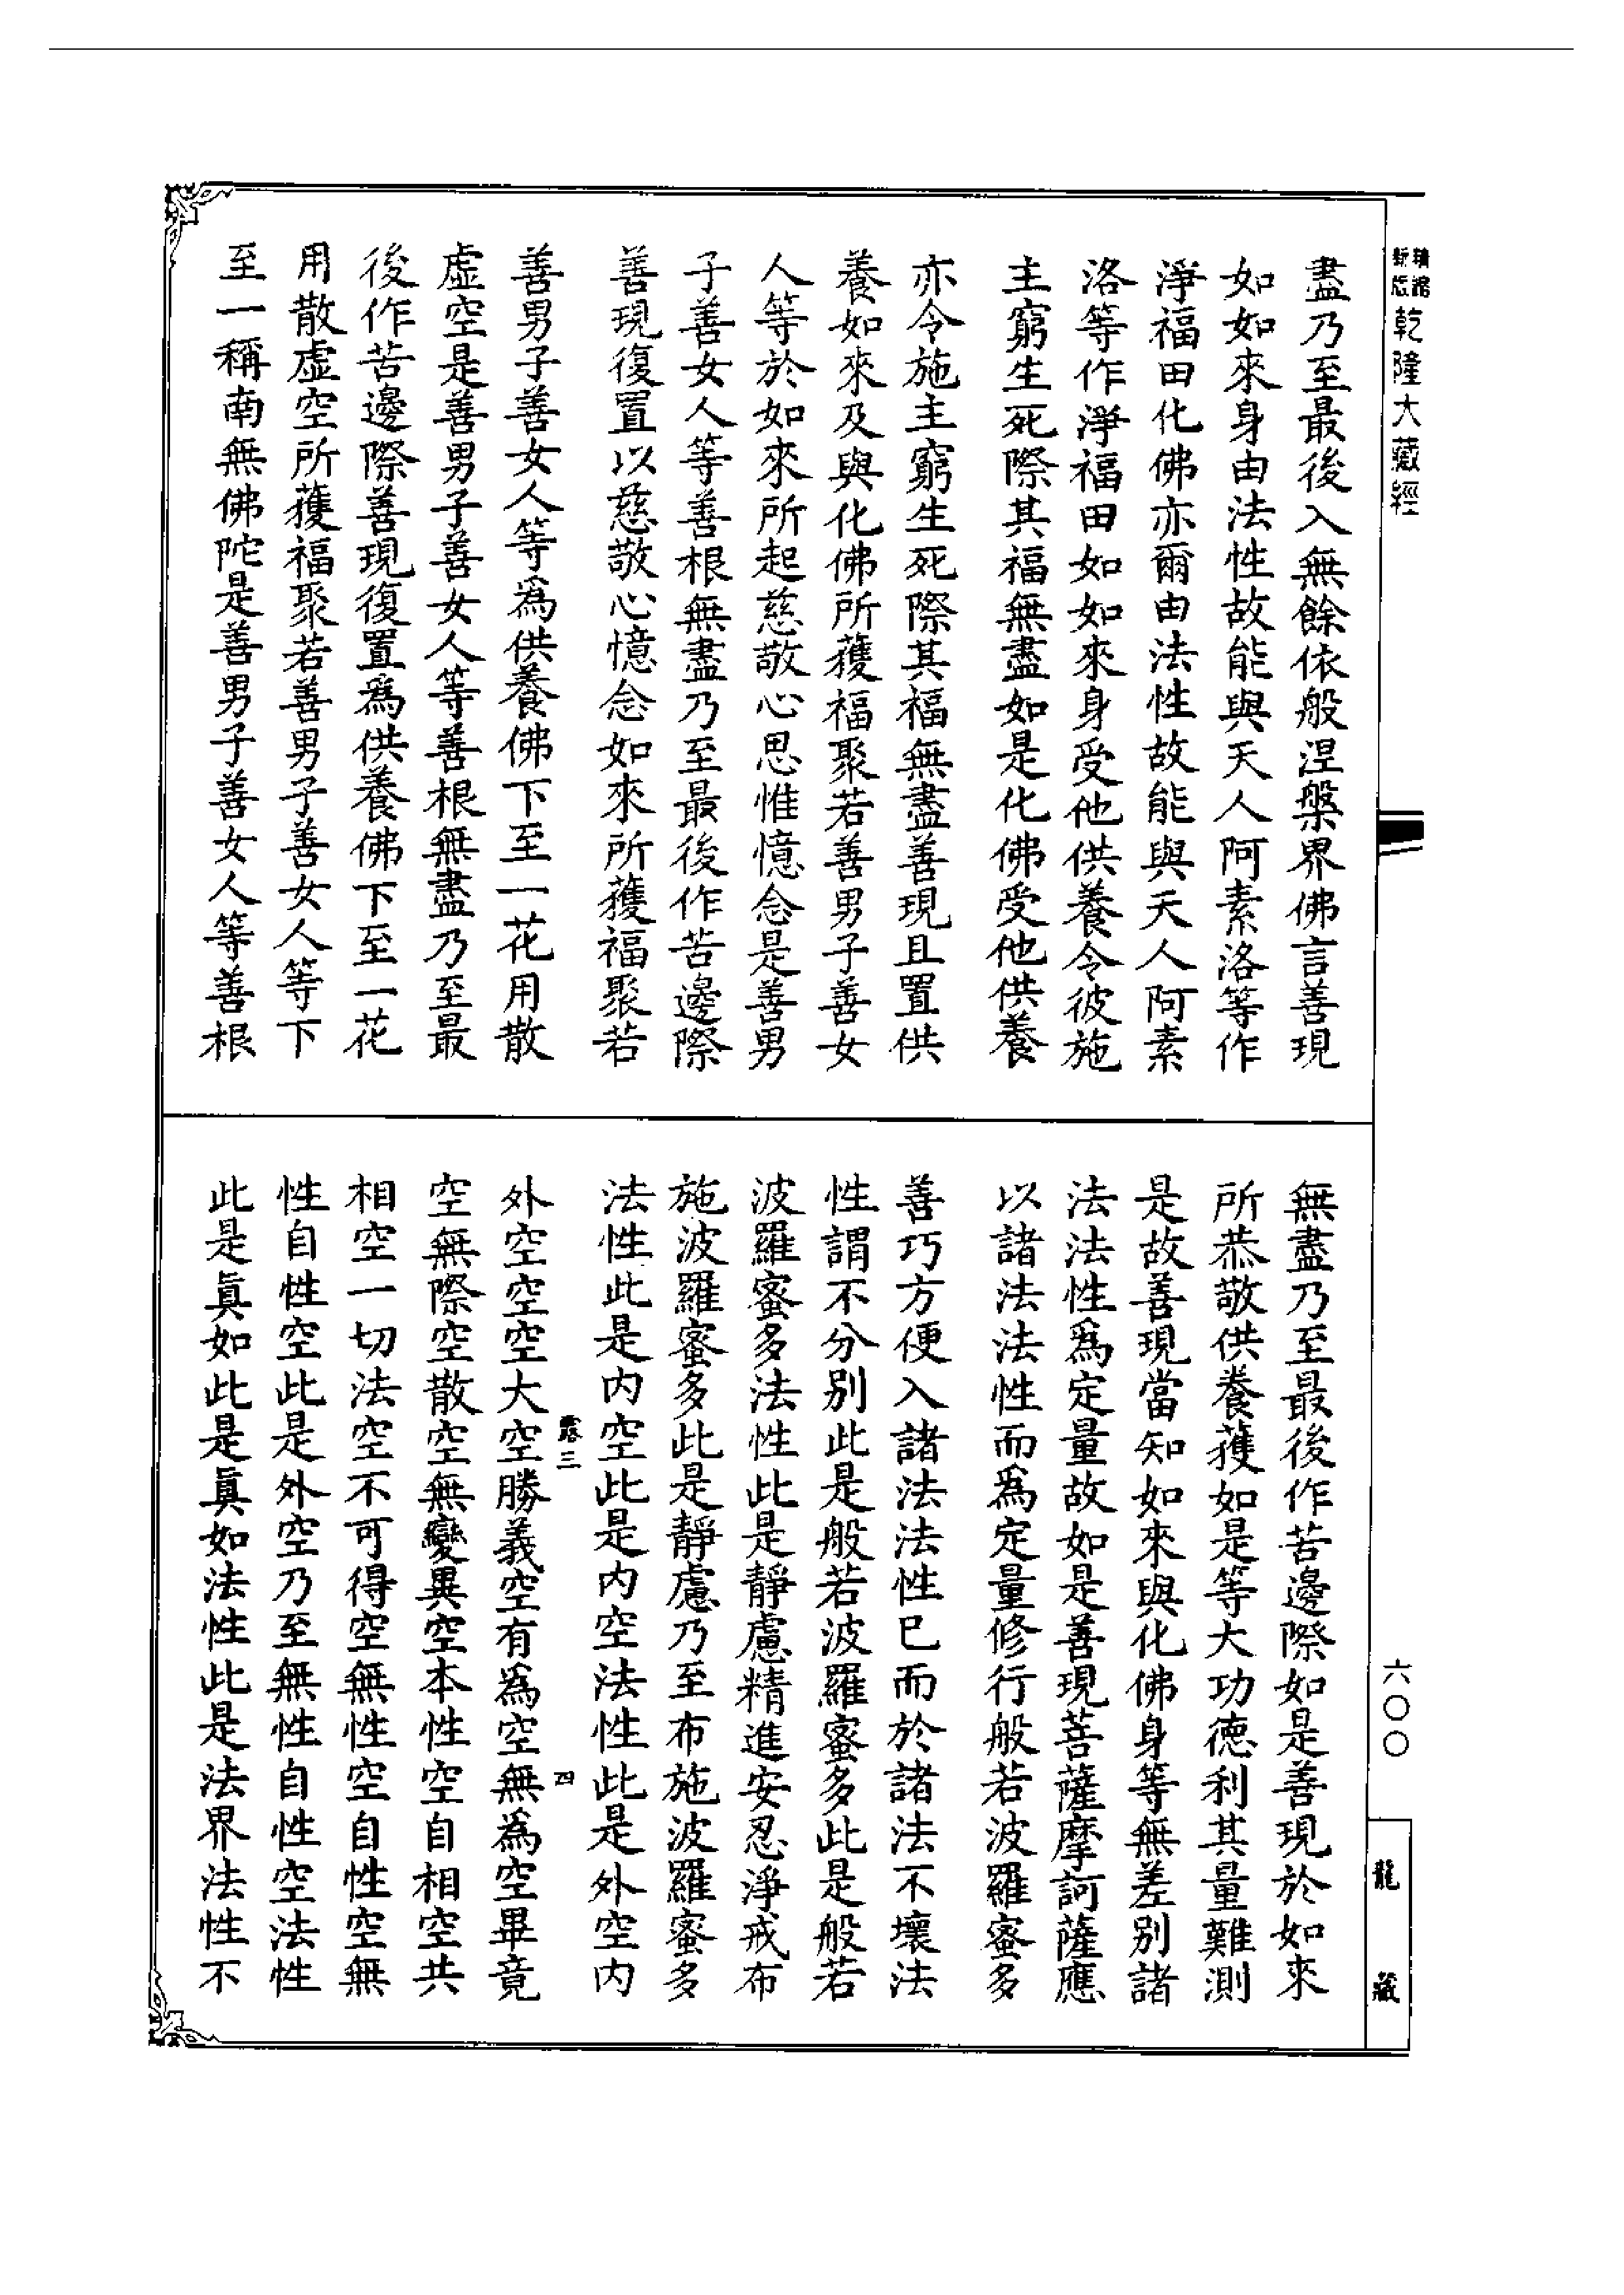 乾隆大藏經
盡乃至最後入無餘依般涅槃界佛言善現
如如來身由法性故能與天人阿素洛等作
淨福田化佛亦爾由法性故能與天人阿素
洛等作淨福田如如來身受他供養令彼施
主窮生死際其福無盡如是化佛受他供養
亦令施主窮生死際其福無盡善現且置供
養如來及與化佛所獲福聚若善男子善女
人等於如來所起慈敬心思惟憶念是善男
子善女人等善根無盡乃至最後作苦邊際
善現復置以慈敬心憶念如來所獲福聚若
善男子善女人等爲供養佛下至一花用散
虛空是善男子善女人等善根無盡乃至最
後作苦邊際善現復置爲供養佛下至一花
用散虛空所獲福聚若善男子善女人等下
至一稱南無佛陀是善男子善女人等善根
無盡乃至最後作苦邊際如是善現於如來
所恭敬供養獲如是等大功德利其量難測
是故善現當知如來與化佛身等無差別諸
法法性爲定量故如是善現菩薩摩訶薩應
以諸法法性而爲定量修行般若波羅蜜多
善巧方便入諸法法性已而於諸法不壞法
性謂不分別此是般若波羅蜜多此是般若
波羅蜜多法性此是靜慮精進安忍淨戒布
施波羅蜜多此是靜慮乃至布施波羅蜜多
法性此是內空此是內空法性此是外空內
三 四
外空空空大空勝義空有爲空無爲空畢竟
空無際空散空無變異空本性空自相空共
相空一切法空不可得空無性空自性空無
性自性空此是外空乃至無性自性空法性
此是眞如此是眞如法性此是法界法性不
六〇〇
龍藏